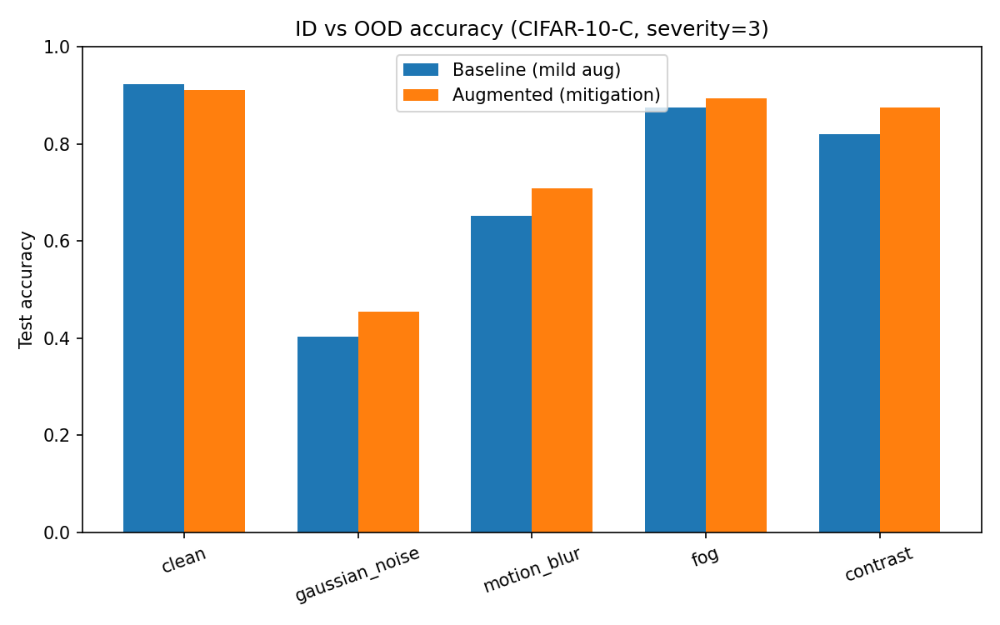 ID vs OOD accuracy (CIFAR-10-C, severity=3)
Baseline (mild aug)
Augmented (mitigation)
Test accuracy
1.0
0.8
0.6
0.4
0.2
0.0
clean
gaussian_noise
motion_blur
fog
contrast